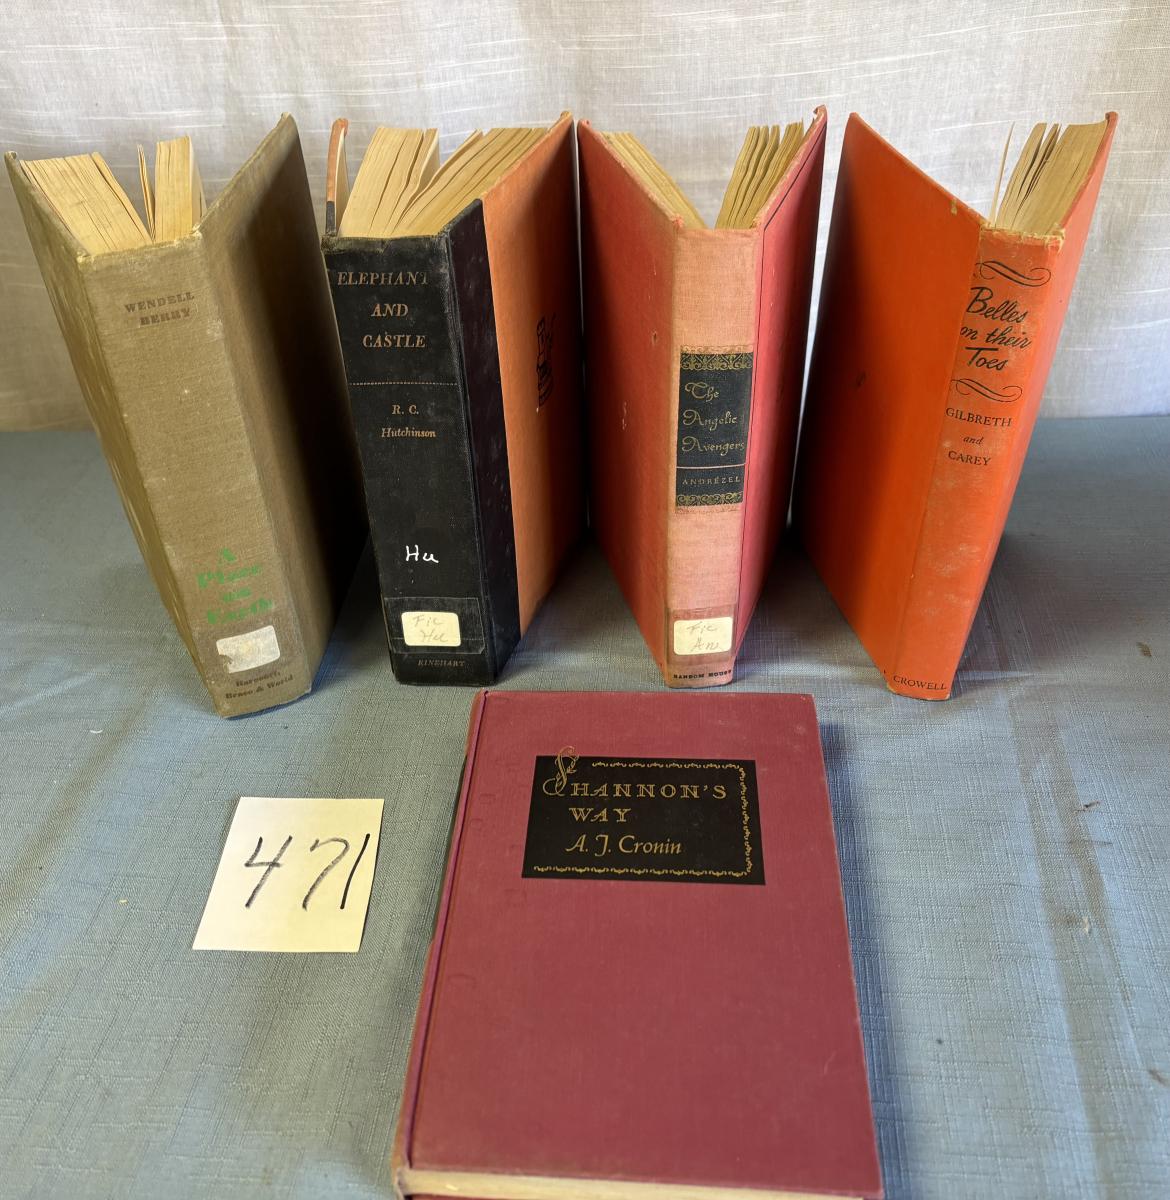 WENDELL
BERRY
A
Place
on
Earth
Harcourt,
Brace & World
ELEPHANT
AND
CASTLE
R. C.
Hutchinson
Hu
Fic
Hu
RINEHART
The
Angelic
Avengers
ANDRÉZEL
Fic
An
RANDOM HOUSE
Belles
on their
Toes
GILBRETH
and
CAREY
CROWELL
SHANNON'S
WAY
A. J. Cronin
471